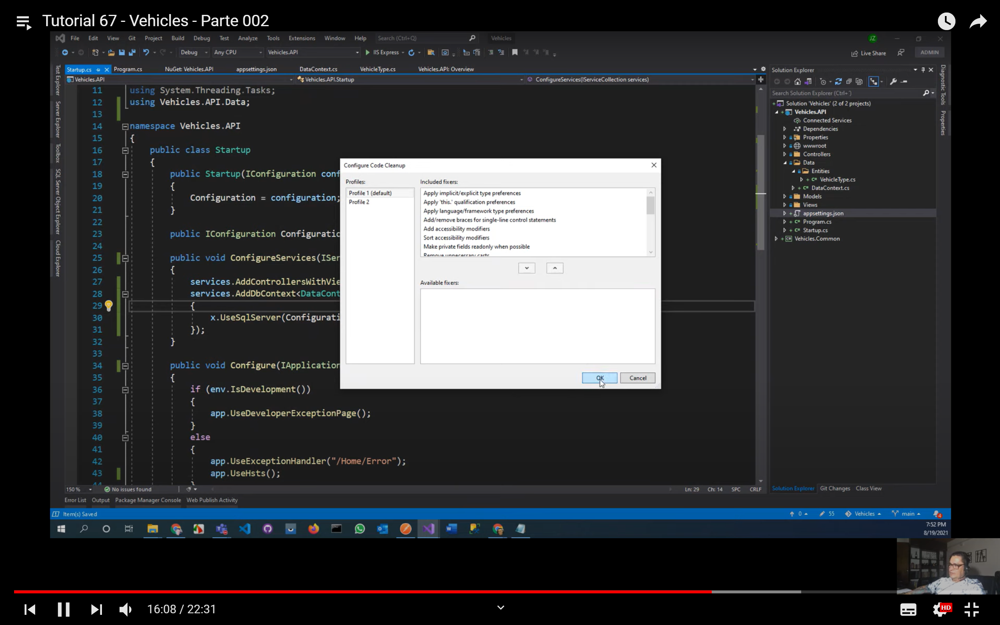 Tutorial 67 - Vehicles - Parte 002
File Edit View Git Project Build Debug Test Analyze Tools Extensions Window Help Search (Ctrl+Q) Vehicles JZ
Debug Any CPU Vehicles.API IIS Express Live Share ADMIN
Startup.cs Program.cs NuGet: Vehicles.API appsettings.json DataContext.cs VehicleType.cs Vehicles.API: Overview
Vehicles.API Vehicles.API.Startup ConfigureServices(IServiceCollection services)
Test Explorer
Server Explorer
Toolbox
SQL Server Object Explorer
Cloud Explorer
11 using System.Threading.Tasks;
12 using Vehicles.API.Data;
13
14 namespace Vehicles.API
15 {
16 public class Startup
17 {
18 public Startup(IConfiguration conf
19 {
20 Configuration = configuration;
21 }
22
23 public IConfiguration Configuratio
24
25 public void ConfigureServices(ISer
26 {
27 services.AddControllersWithVie
28 services.AddDbContext<DataCont
29 {
30 x.UseSqlServer(Configurati
31 });
32 }
33
34 public void Configure(IApplication
35 {
36 if (env.IsDevelopment())
37 {
38 app.UseDeveloperExceptionPage();
39 }
40 else
41 {
42 app.UseExceptionHandler("/Home/Error");
43 app.UseHsts();
44 }
Configure Code Cleanup
Profiles:
Profile 1 (default)
Profile 2
Included fixers:
Apply implicit/explicit type preferences
Apply 'this.' qualification preferences
Apply language/framework type preferences
Add/remove braces for single-line control statements
Add accessibility modifiers
Sort accessibility modifiers
Make private fields readonly when possible
Remove unnecessary casts
Available fixers:
OK Cancel
Solution Explorer
Search Solution Explorer (Ctrl+¨)
Solution 'Vehicles' (2 of 2 projects)
Vehicles.API
Connected Services
Dependencies
Properties
wwwroot
Controllers
Data
Entities
VehicleType.cs
DataContext.cs
Models
Views
appsettings.json
Program.cs
Startup.cs
Vehicles.Common
Diagnostic Tools
Properties
150 % No issues found Ln: 29 Ch: 14 SPC CRLF
Solution Explorer Git Changes Class View
Error List Output Package Manager Console Web Publish Activity
Item(s) Saved 0 55 Vehicles main 4
7:52 PM
8/19/2021
16:08 / 22:31
HD